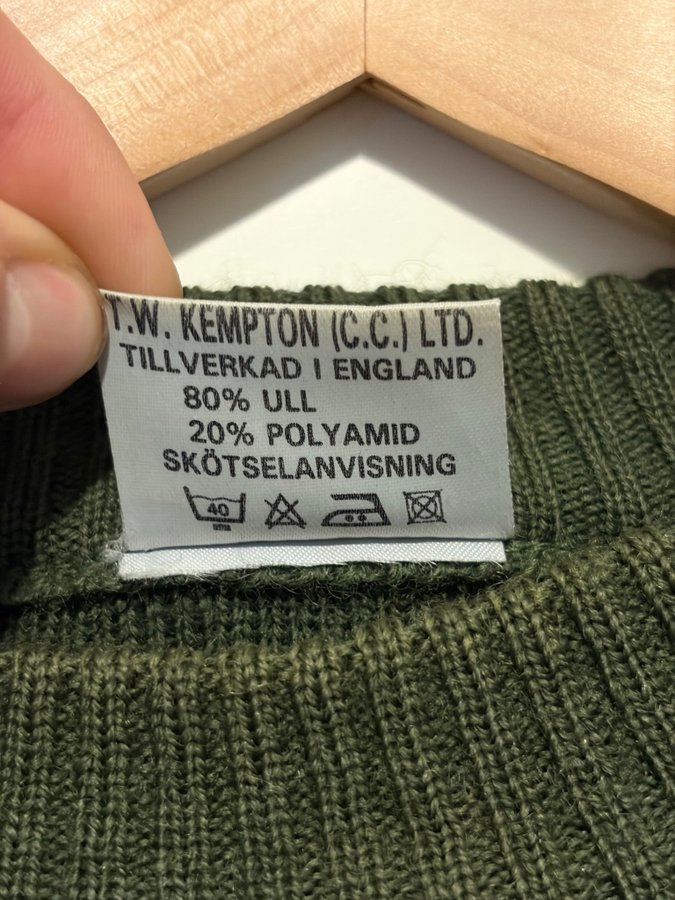 T.W. KEMPTON (C.C.) LTD.
TILLVERKAD I ENGLAND
80% ULL
20% POLYAMID
SKÖTSELANVISNING
40